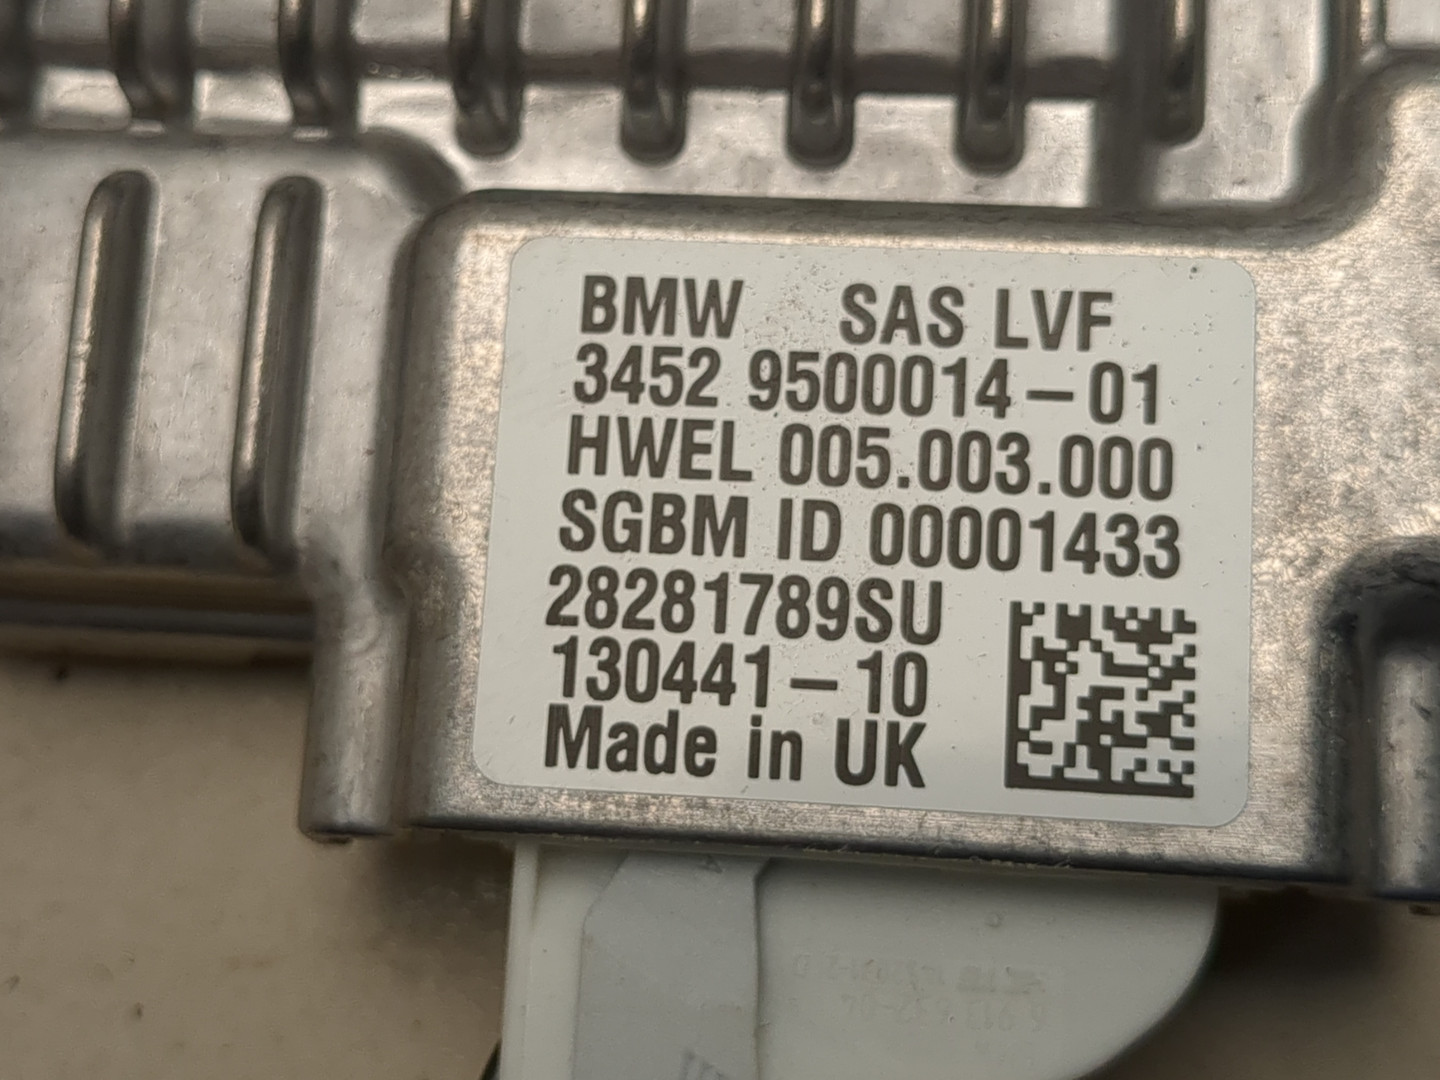 BMW SAS LVF
3452 9500014-01
HWEL 005.003.000
SGBM ID 00001433
28281789SU
130441-10
Made in UK